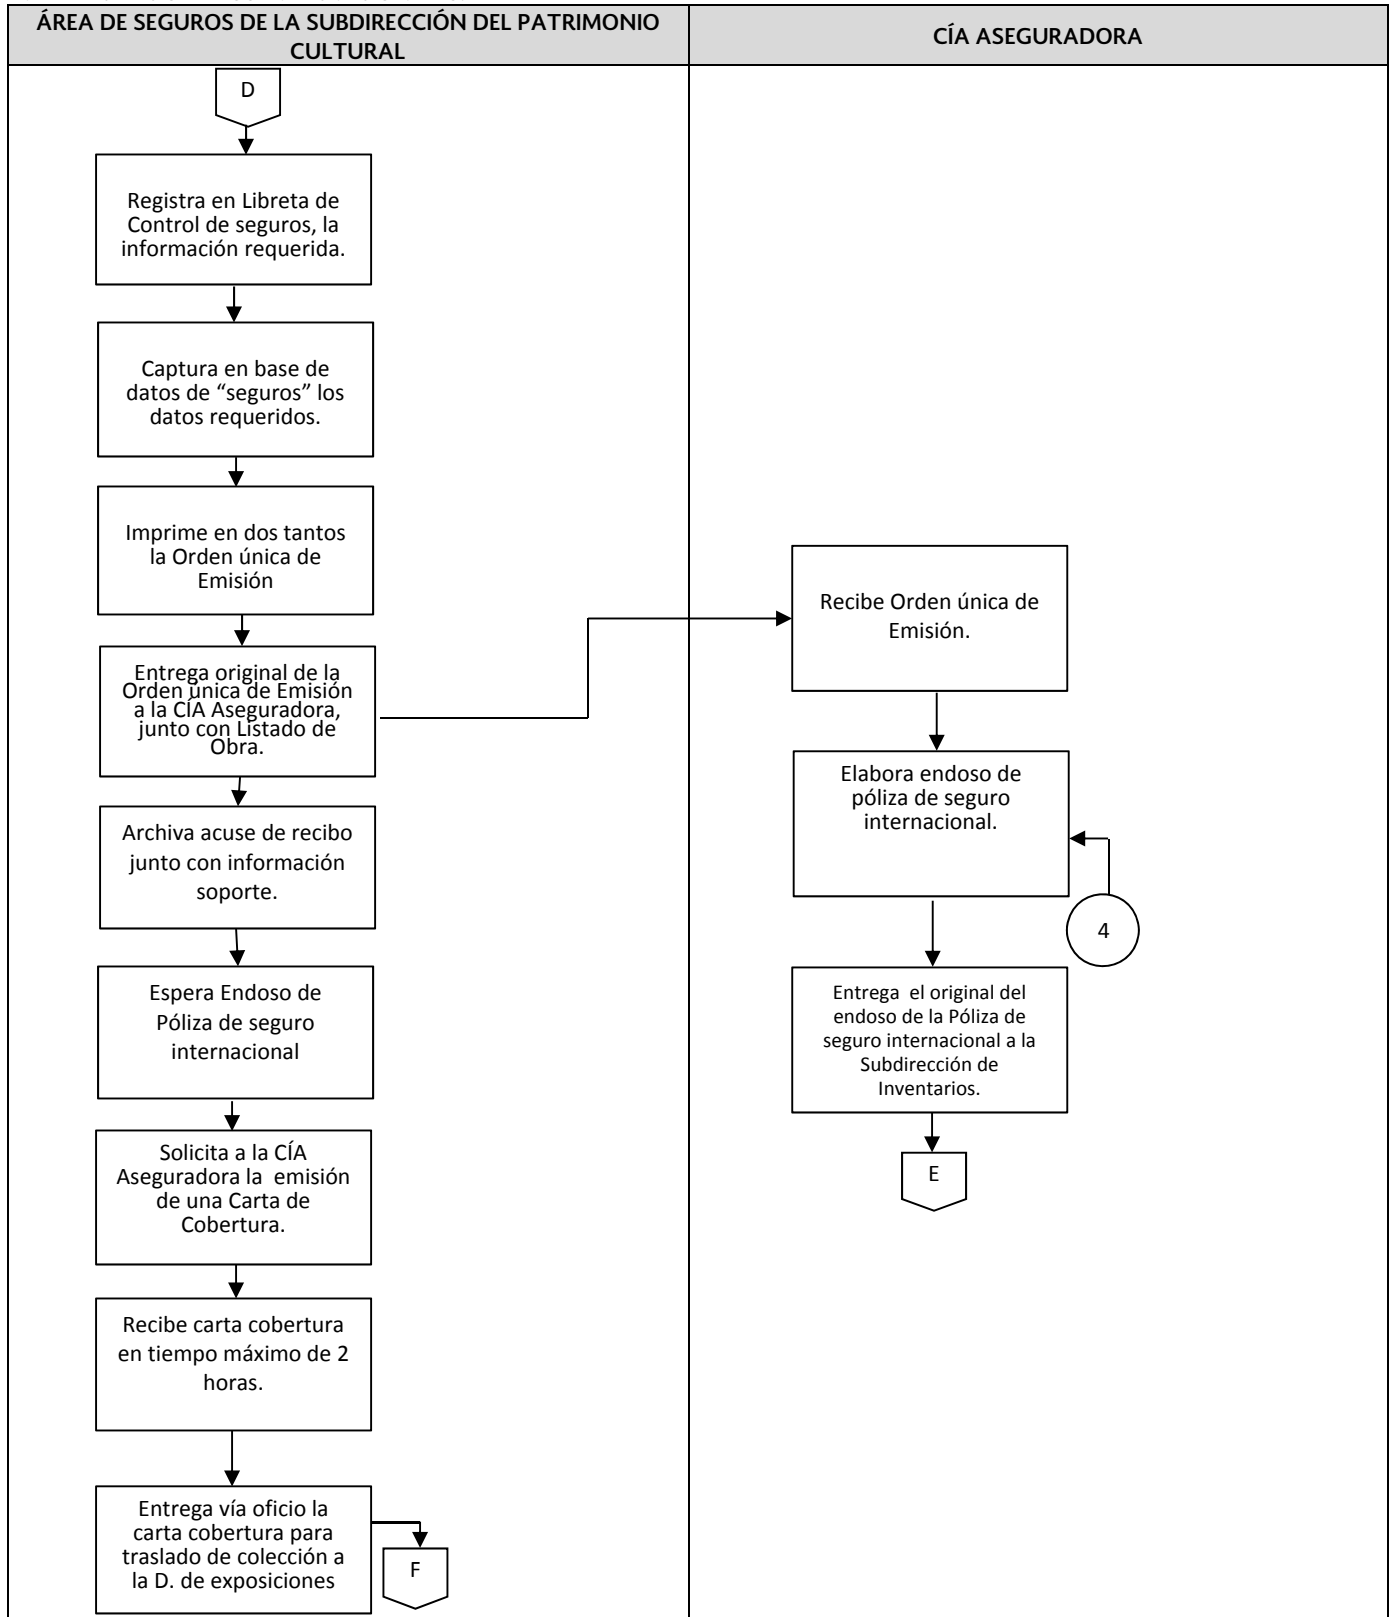 ÁREA DE SEGUROS DE LA SUBDIRECCIÓN DEL PATRIMONIO
CULTURAL
CÍA ASEGURADORA
D
Registra en Libreta de
Control de seguros, la
información requerida.
Captura en base de
datos de “seguros” los
datos requeridos.
Imprime en dos tantos
la Orden única de
Emisión
Entrega original de la
Orden única de Emisión
a la CÍA Aseguradora,
junto con Listado de
Obra.
Archiva acuse de recibo
junto con información
soporte.
Espera Endoso de
Póliza de seguro
internacional
Solicita a la CÍA
Aseguradora la emisión
de una Carta de
Cobertura.
Recibe carta cobertura
en tiempo máximo de 2
horas.
Entrega vía oficio la
carta cobertura para
traslado de colección a
la D. de exposiciones
F
Recibe Orden única de
Emisión.
Elabora endoso de
póliza de seguro
internacional.
4
Entrega el original del
endoso de la Póliza de
seguro internacional a la
Subdirección de
Inventarios.
E